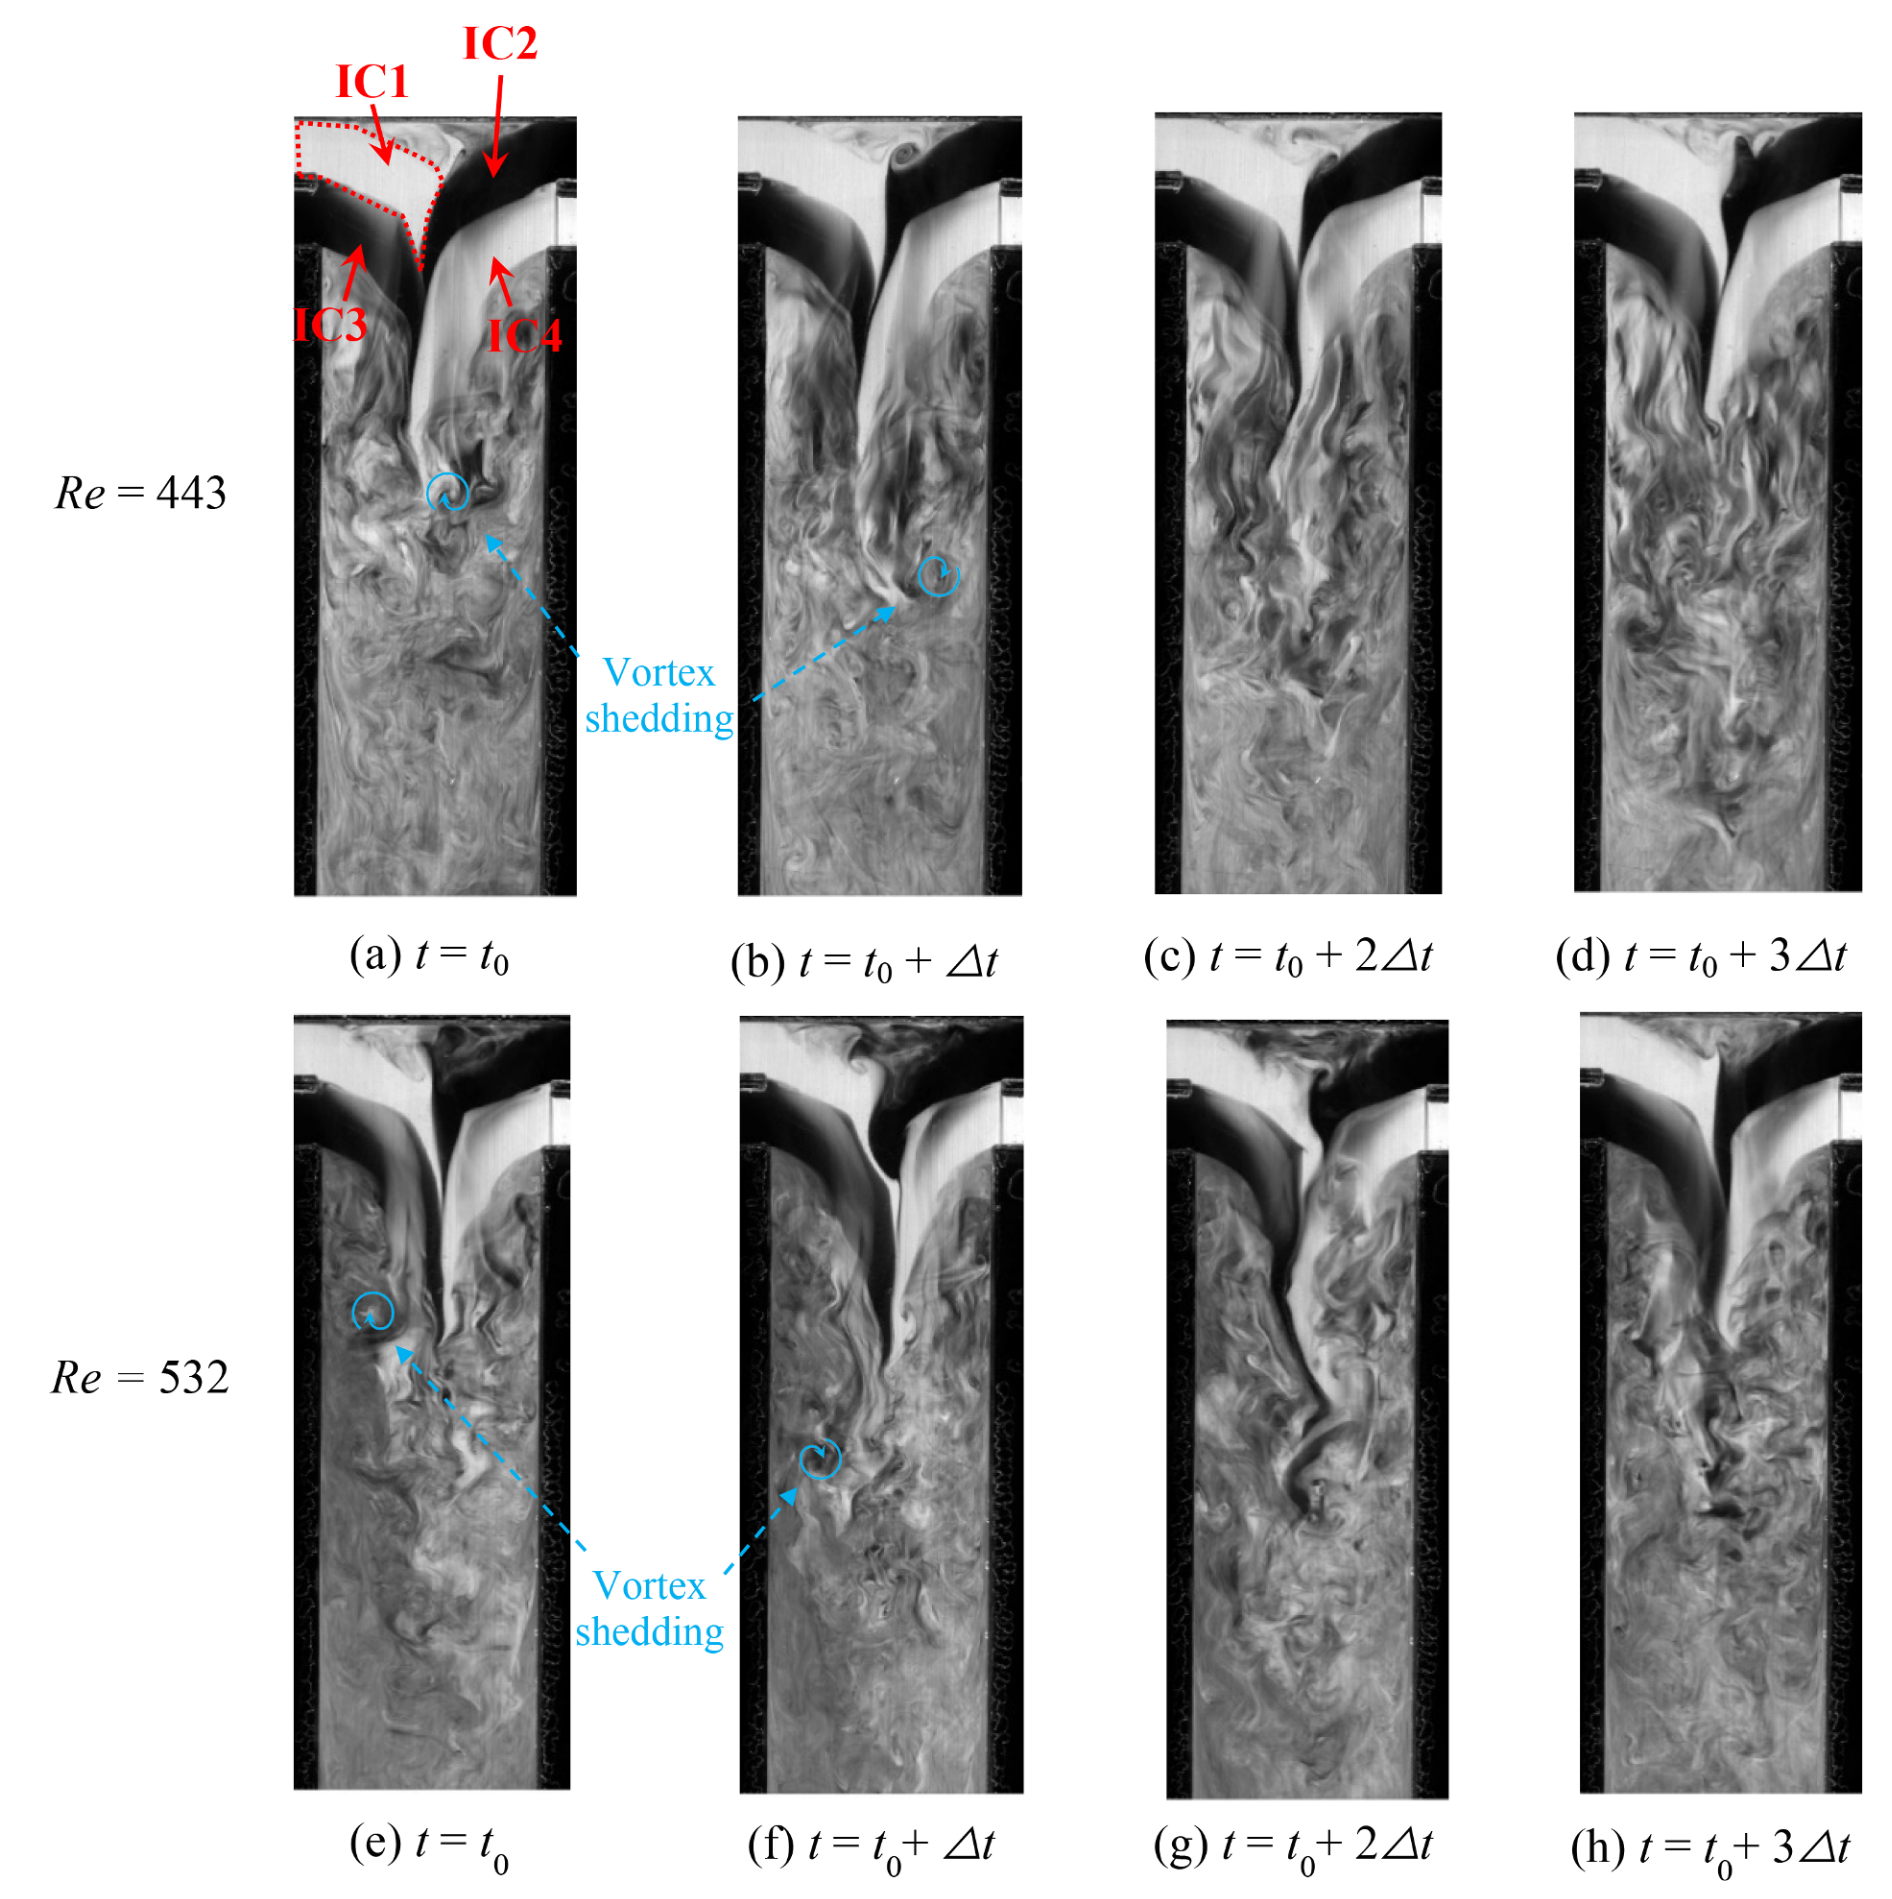 IC2
IC1
IC3
IC4
Re = 443
Vortex
shedding
(a) t = t0
(b) t = t0 + Δt
(c) t = t0 + 2Δt
(d) t = t0 + 3Δt
Re = 532
Vortex
shedding
(e) t = t0
(f) t = t0 + Δt
(g) t = t0 + 2Δt
(h) t = t0 + 3Δt